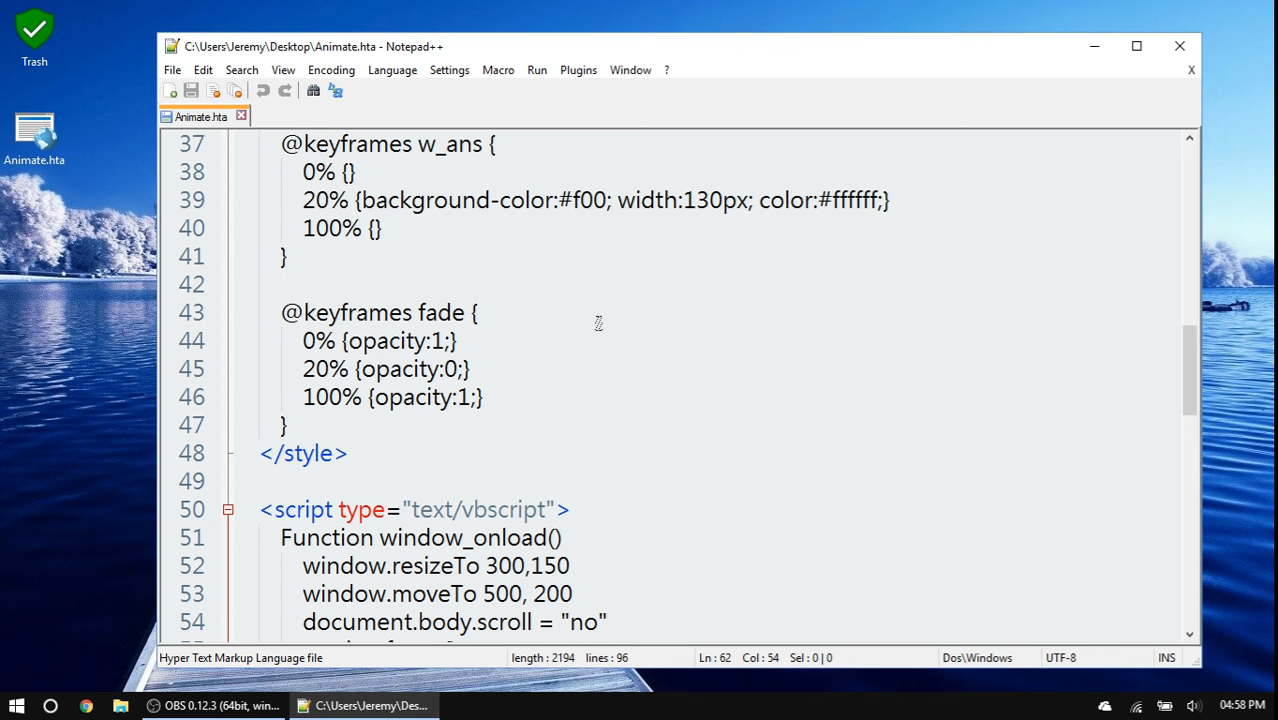 Trash
Animate.hta
C:\Users\Jeremy\Desktop\Animate.hta - Notepad++
File Edit Search View Encoding Language Settings Macro Run Plugins Window ? X
Animate.hta
37 @keyframes w_ans {
38 0% {}
39 20% {background-color:#f00; width:130px; color:#ffffff;}
40 100% {}
41 }
42
43 @keyframes fade {
44 0% {opacity:1;}
45 20% {opacity:0;}
46 100% {opacity:1;}
47 }
48 </style>
49
50 <script type="text/vbscript">
51 Function window_onload()
52 window.resizeTo 300,150
53 window.moveTo 500, 200
54 document.body.scroll = "no"
Hyper Text Markup Language file length : 2194 lines : 96 Ln : 62 Col : 54 Sel : 0 | 0 Dos\Windows UTF-8 INS
OBS 0.12.3 (64bit, win... C:\Users\Jeremy\Des... 04:58 PM